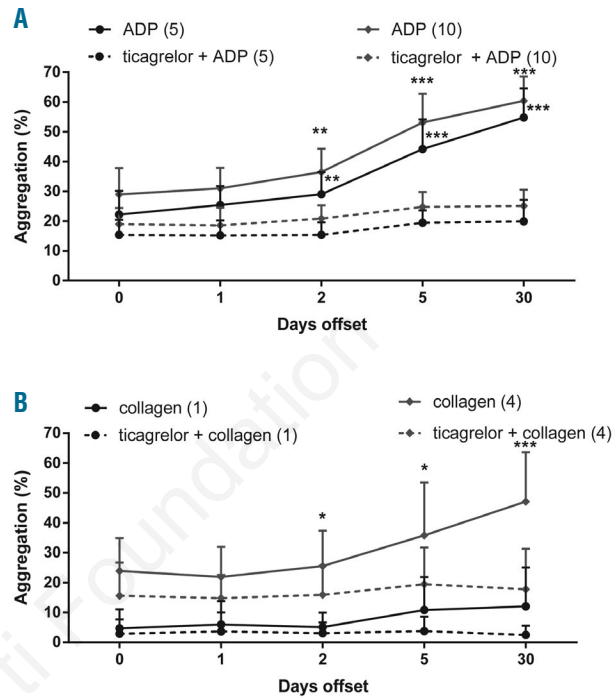 A
ADP (5)
ADP (10)
ticagrelor + ADP (5)
ticagrelor + ADP (10)
70
60
50
40
30
20
10
0
Aggregation (%)
***
***
***
***
**
**
0 1 2 5 30
Days offset
B
collagen (1)
collagen (4)
ticagrelor + collagen (1)
ticagrelor + collagen (4)
70
60
50
40
30
20
10
0
Aggregation (%)
***
*
*
0 1 2 5 30
Days offset
ti Foundation